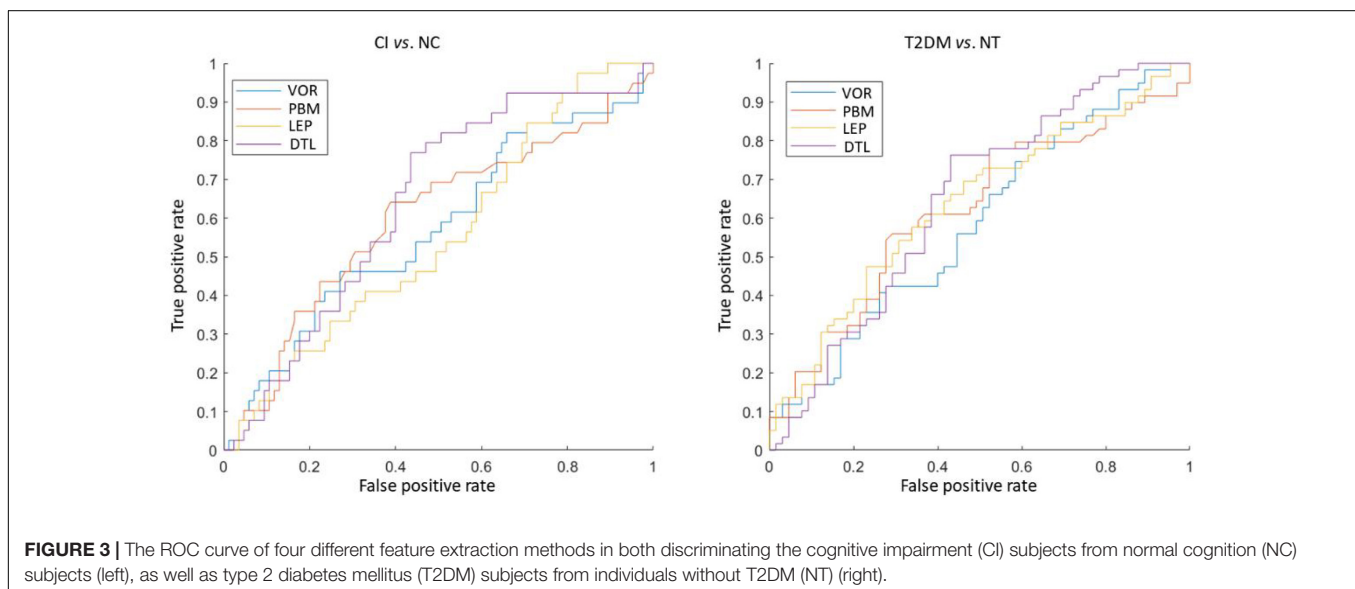 CI vs. NC
1
0.9
0.8
0.7
0.6
0.5
0.4
0.3
0.2
0.1
0
True positive rate
VOR
PBM
LEP
DTL
0 0.2 0.4 0.6 0.8 1
False positive rate
T2DM vs. NT
1
0.9
0.8
0.7
0.6
0.5
0.4
0.3
0.2
0.1
0
True positive rate
VOR
PBM
LEP
DTL
0 0.2 0.4 0.6 0.8 1
False positive rate
FIGURE 3 | The ROC curve of four different feature extraction methods in both discriminating the cognitive impairment (CI) subjects from normal cognition (NC)
subjects (left), as well as type 2 diabetes mellitus (T2DM) subjects from individuals without T2DM (NT) (right).